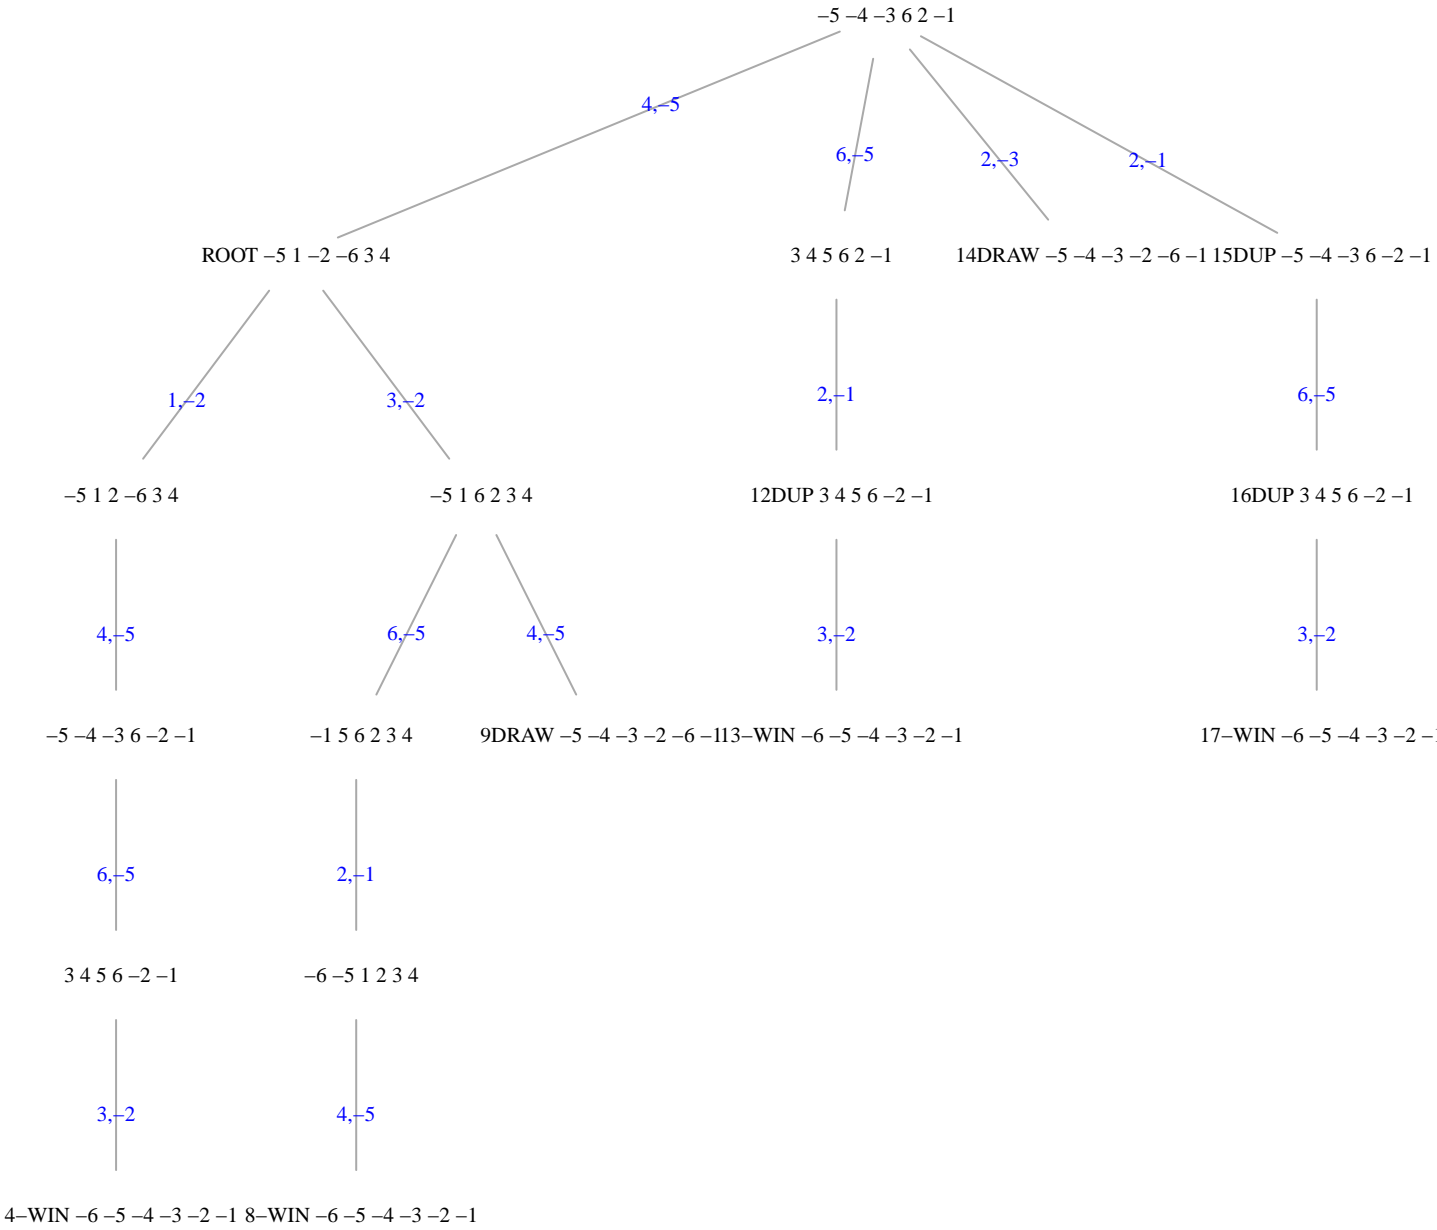 –5 –4 –3 6 2 –1
4,–5
6,–5
2,–3
2,–1
ROOT –5 1 –2 –6 3 4
3 4 5 6 2 –1
14DRAW –5 –4 –3 –2 –6 –1
15DUP –5 –4 –3 6 –2 –1
1,–2
3,–2
2,–1
6,–5
–5 1 2 –6 3 4
–5 1 6 2 3 4
12DUP 3 4 5 6 –2 –1
16DUP 3 4 5 6 –2 –1
4,–5
6,–5
4,–5
3,–2
3,–2
–5 –4 –3 6 –2 –1
–1 5 6 2 3 4
9DRAW –5 –4 –3 –2 –6 –1
13–WIN –6 –5 –4 –3 –2 –1
17–WIN –6 –5 –4 –3 –2 –1
6,–5
2,–1
3 4 5 6 –2 –1
–6 –5 1 2 3 4
3,–2
4,–5
4–WIN –6 –5 –4 –3 –2 –1
8–WIN –6 –5 –4 –3 –2 –1